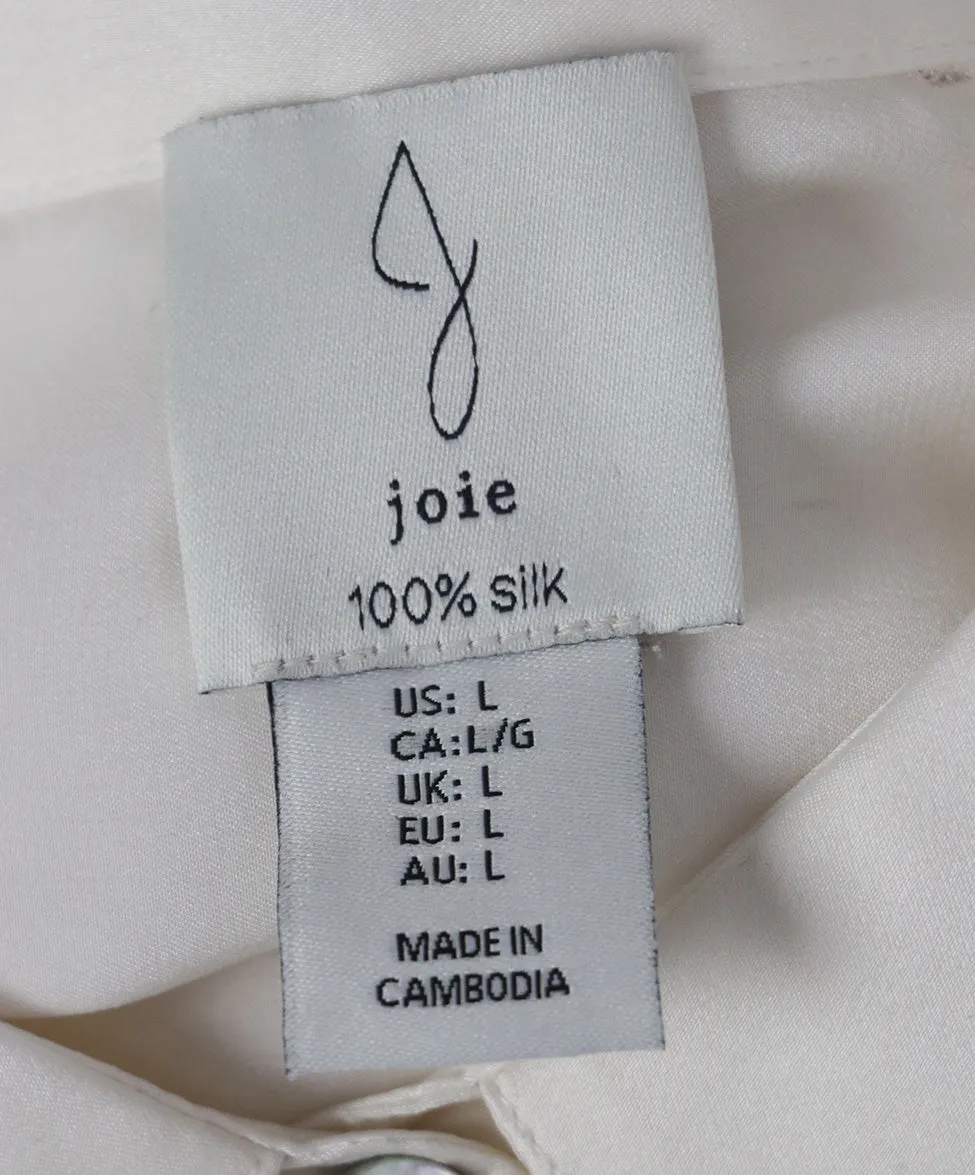 joie
100% silk
US: L
CA:L/G
UK: L
EU: L
AU: L
MADE IN
CAMBODIA